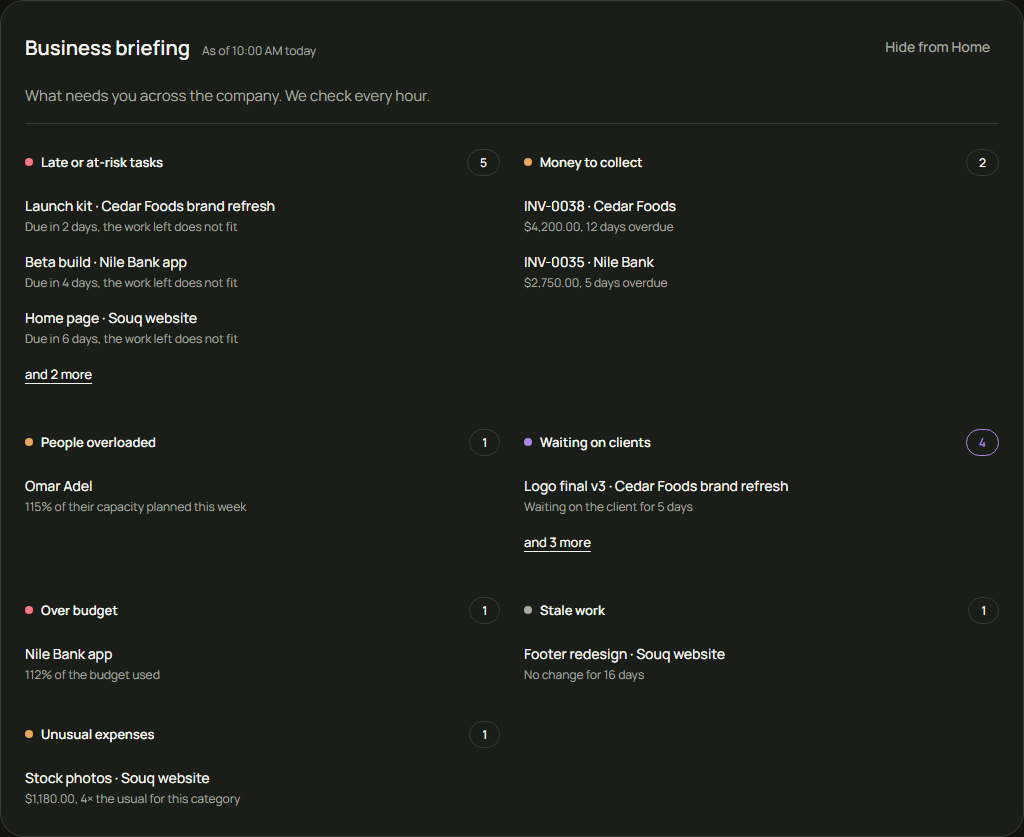 Business briefing As of 10:00 AM today
Hide from Home
What needs you across the company. We check every hour.
Late or at-risk tasks 5
Launch kit · Cedar Foods brand refresh
Due in 2 days, the work left does not fit
Beta build · Nile Bank app
Due in 4 days, the work left does not fit
Home page · Souq website
Due in 6 days, the work left does not fit
and 2 more
Money to collect 2
INV-0038 · Cedar Foods
$4,200.00, 12 days overdue
INV-0035 · Nile Bank
$2,750.00, 5 days overdue
People overloaded 1
Omar Adel
115% of their capacity planned this week
Waiting on clients 4
Logo final v3 · Cedar Foods brand refresh
Waiting on the client for 5 days
and 3 more
Over budget 1
Nile Bank app
112% of the budget used
Stale work 1
Footer redesign · Souq website
No change for 16 days
Unusual expenses 1
Stock photos · Souq website
$1,180.00, 4× the usual for this category